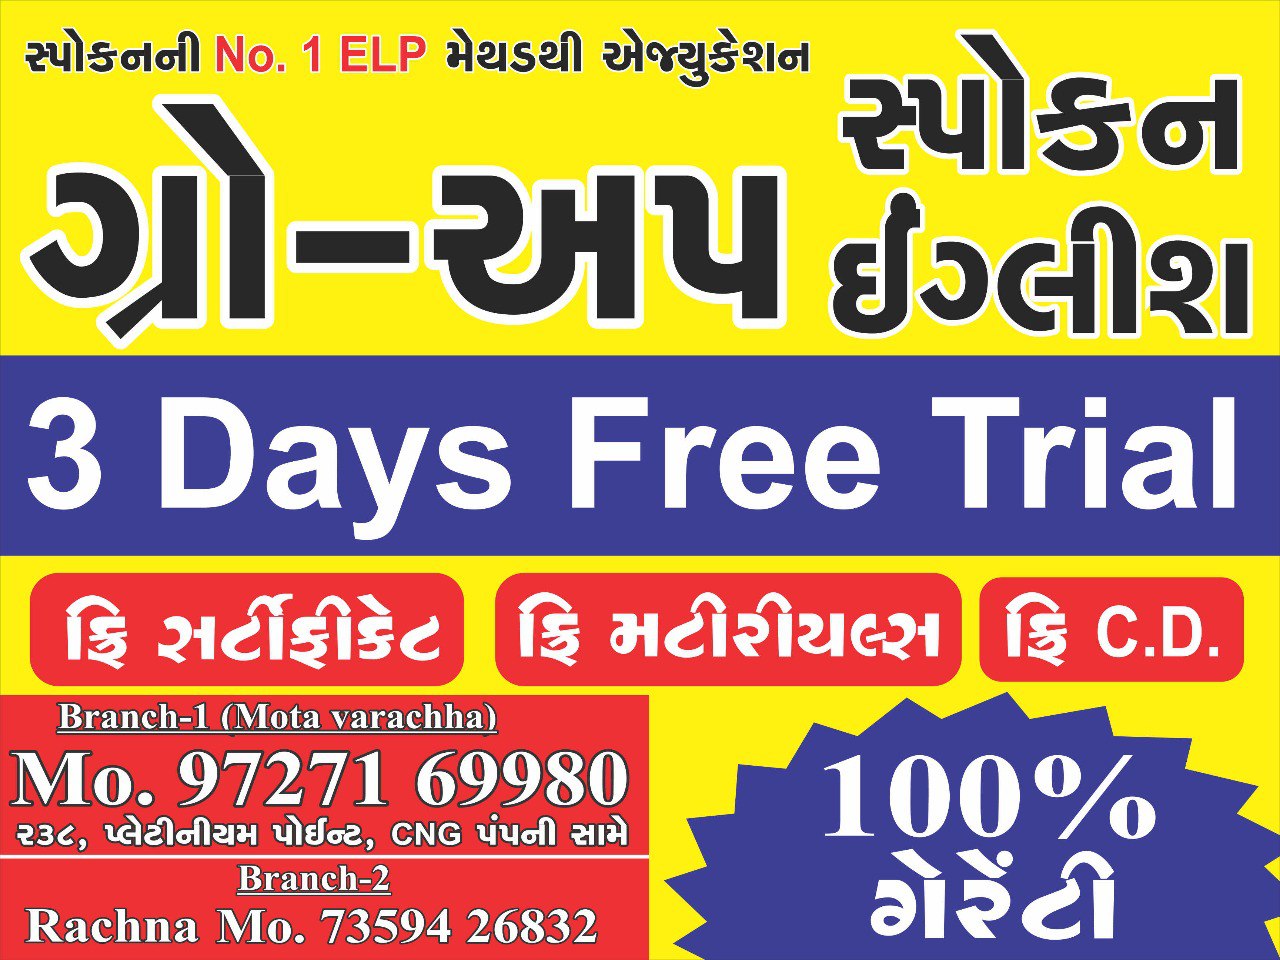 સ્પોકનની No. 1 ELP મેથડથી એજ્યુકેશન
ગ્રો-અપ
સ્પોકન
ઈંગ્લીશ
3 Days Free Trial
ફ્રિ સર્ટીફીકેટ
ફ્રિ મટીરીયલ્સ
ફ્રિ C.D.
Branch-1 (Mota varachha)
Mo. 97271 69980
૨૩૮, પ્લેટીનીયમ પોઈન્ટ, CNG પંપની સામે
Branch-2
Rachna Mo. 73594 26832
100%
ગેરેંટી